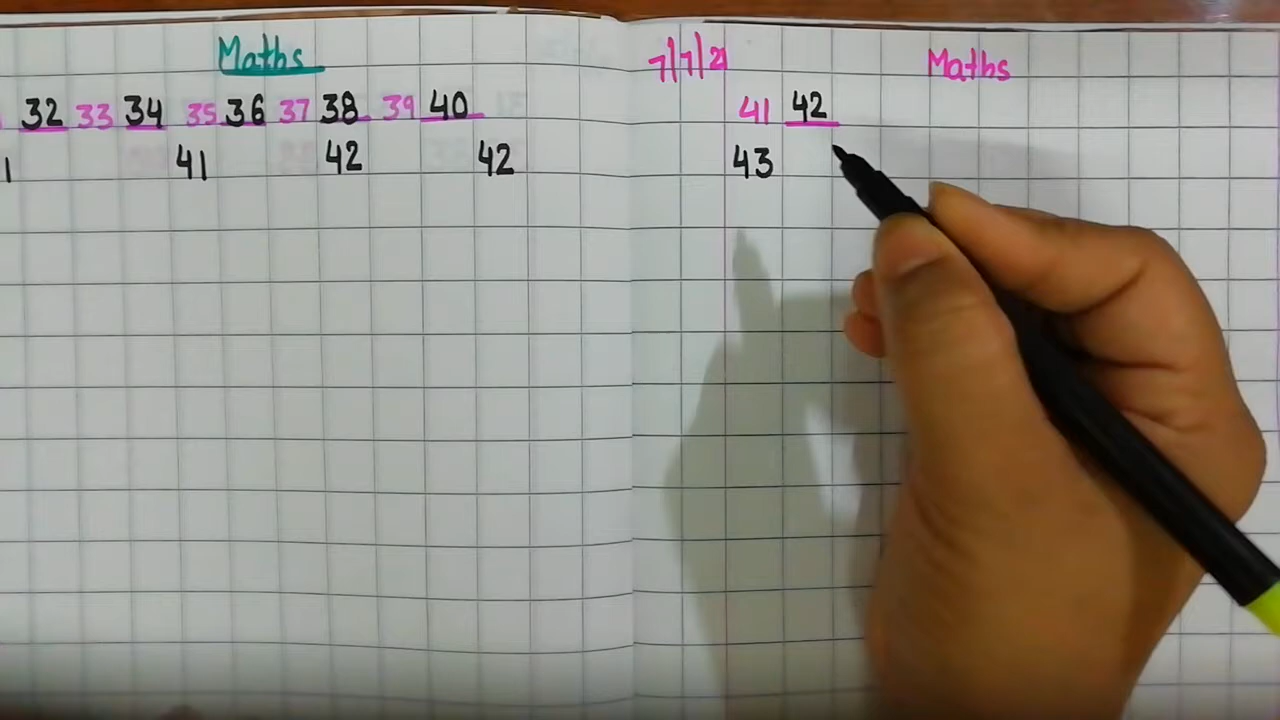 Maths
32 33 34 35 36 37 38 39 40
1 41 42 42
7/7/21 Maths
41 42
43